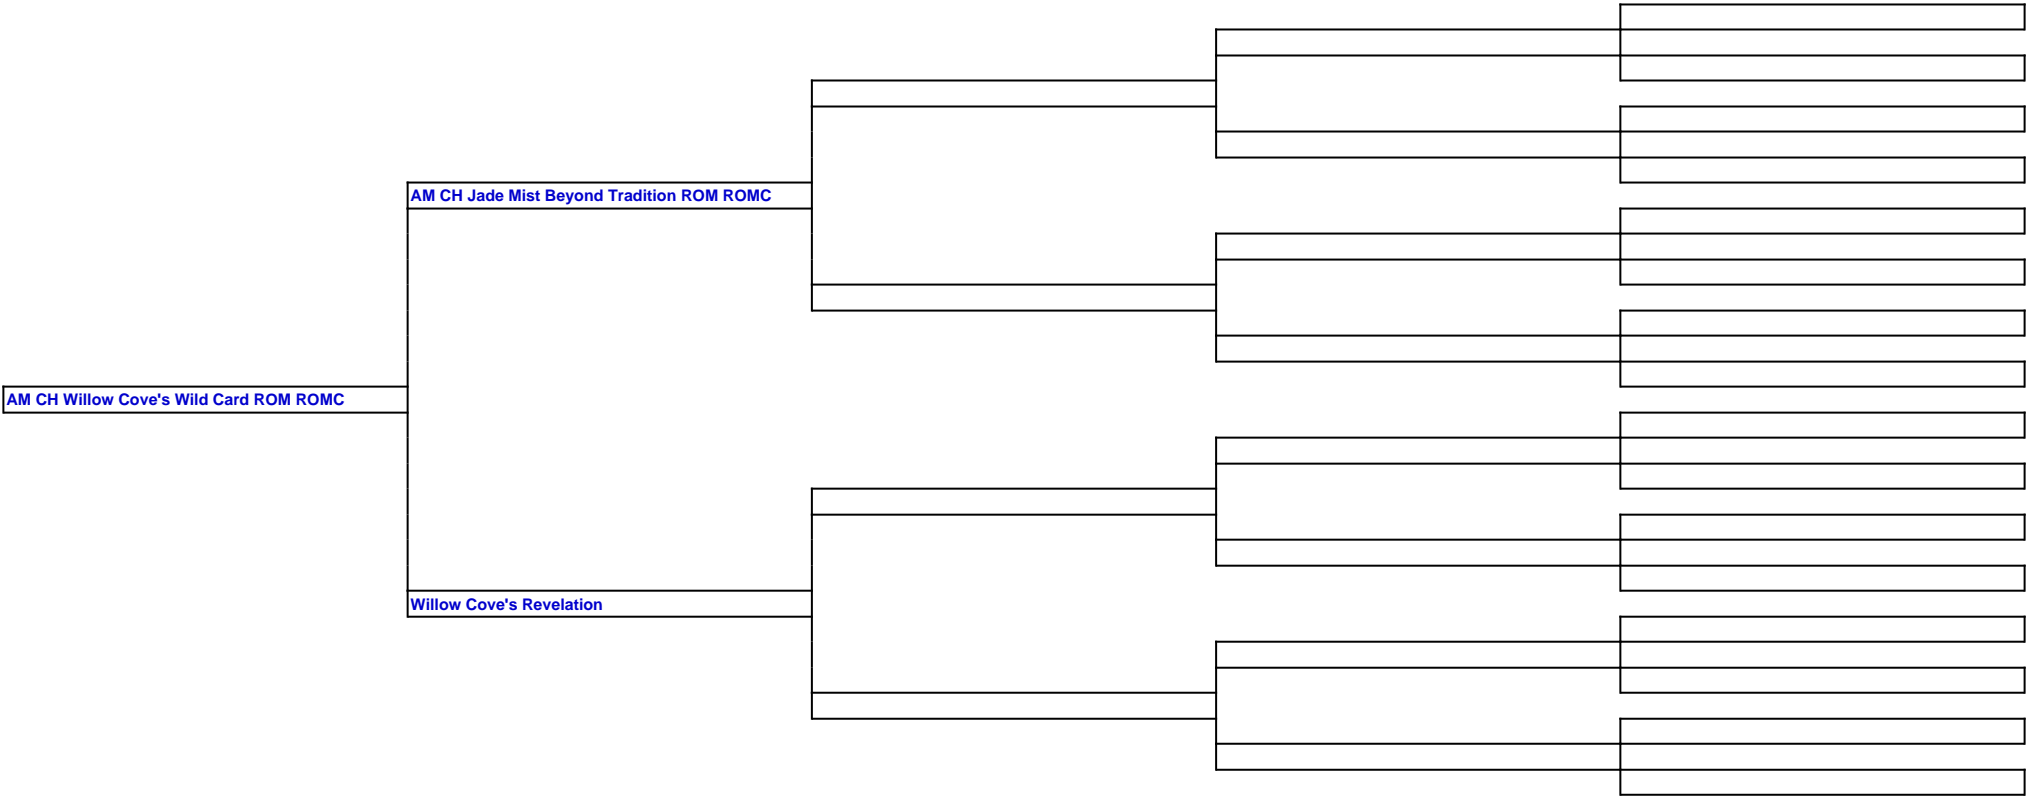 AM CH Jade Mist Beyond Tradition ROM ROMC
AM CH Willow Cove's Wild Card ROM ROMC
Willow Cove's Revelation